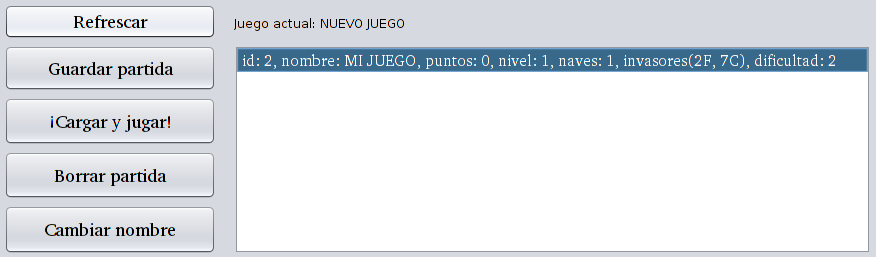 Refrescar
Guardar partida
¡Cargar y jugar!
Borrar partida
Cambiar nombre
Juego actual: NUEVO JUEGO
id: 2, nombre: MI JUEGO, puntos: 0, nivel: 1, naves: 1, invasores(2F, 7C), dificultad: 2